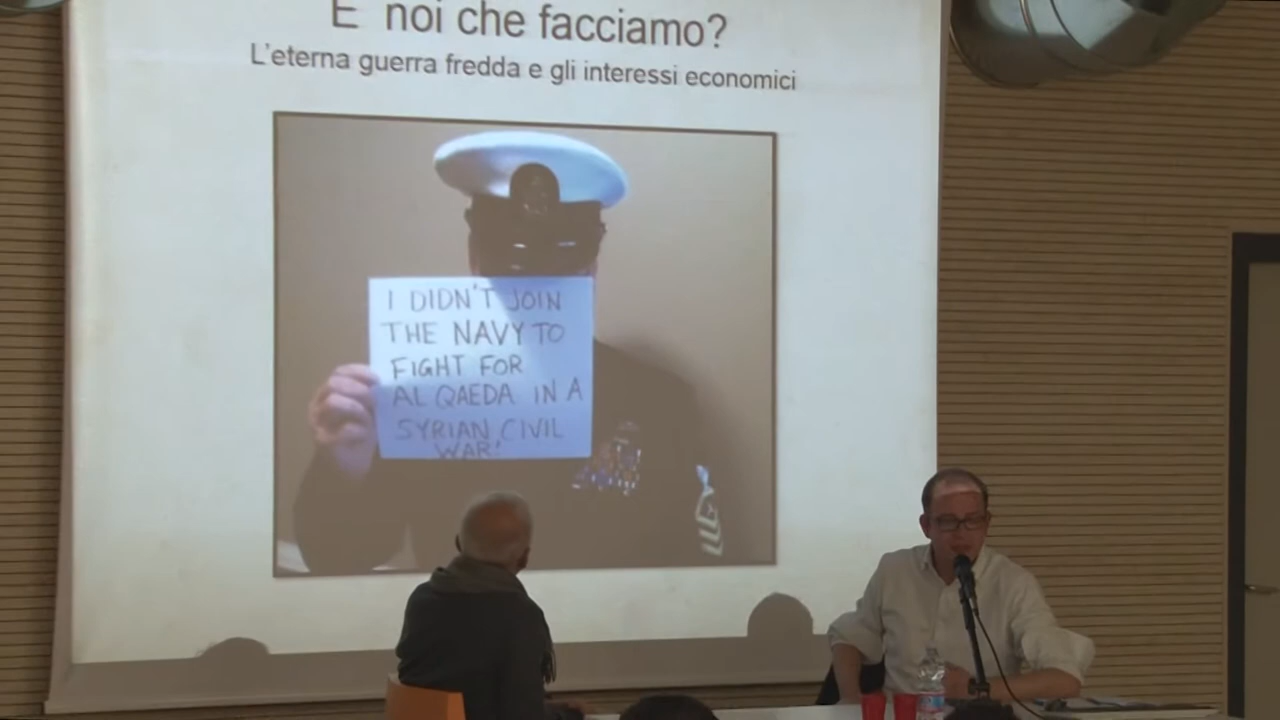 E noi che facciamo?
L'eterna guerra fredda e gli interessi economici
I DIDN'T JOIN
THE NAVY TO
FIGHT FOR
AL QAEDA IN A
SYRIAN CIVIL
WAR!